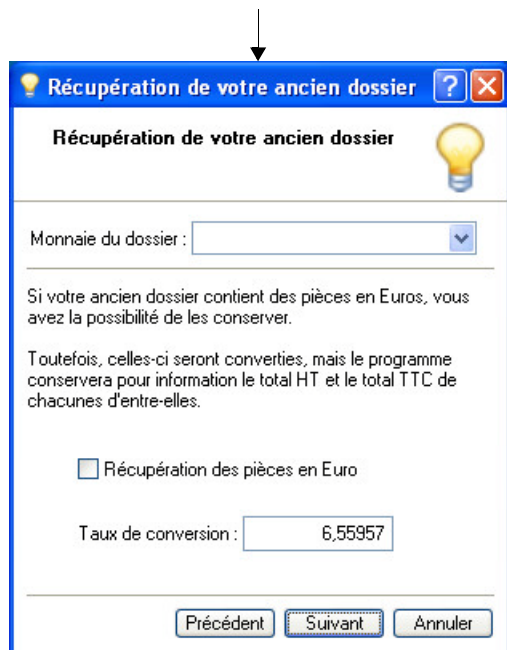 Récupération de votre ancien dossier
Récupération de votre ancien dossier
Monnaie du dossier :
Si votre ancien dossier contient des pièces en Euros, vous
avez la possibilité de les conserver.
Toutefois, celles-ci seront converties, mais le programme
conservera pour information le total HT et le total TTC de
chacunes d'entre-elles.
Récupération des pièces en Euro
Taux de conversion : 6,55957
Précédent Suivant Annuler